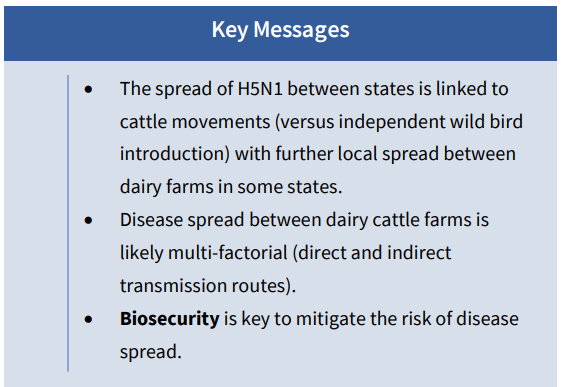 Key Messages
• The spread of H5N1 between states is linked to
cattle movements (versus independent wild bird
introduction) with further local spread between
dairy farms in some states.
• Disease spread between dairy cattle farms is
likely multi-factorial (direct and indirect
transmission routes).
• Biosecurity is key to mitigate the risk of disease
spread.